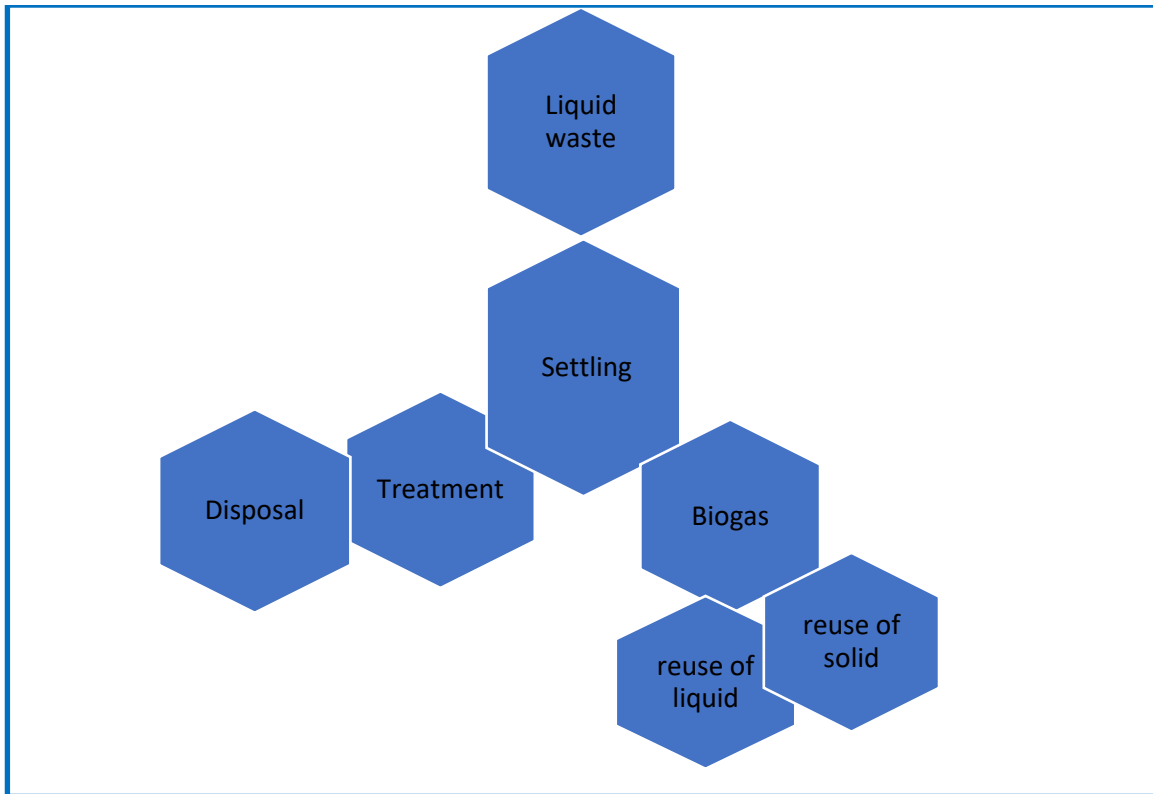 Liquid
waste
Settling
Treatment
Disposal
Biogas
reuse of
solid
reuse of
liquid